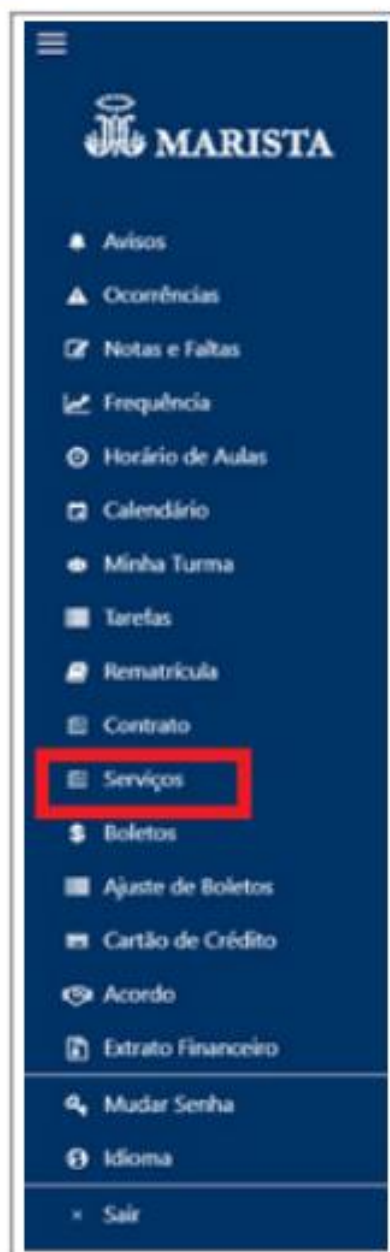 MARISTA
Avisos
Ocorrências
Notas e Faltas
Frequência
Horário de Aulas
Calendário
Minha Turma
Tarefas
Rematrícula
Contrato
Serviços
Boletos
Ajuste de Boletos
Cartão de Crédito
Acordo
Extrato Financeiro
Mudar Senha
Idioma
Sair